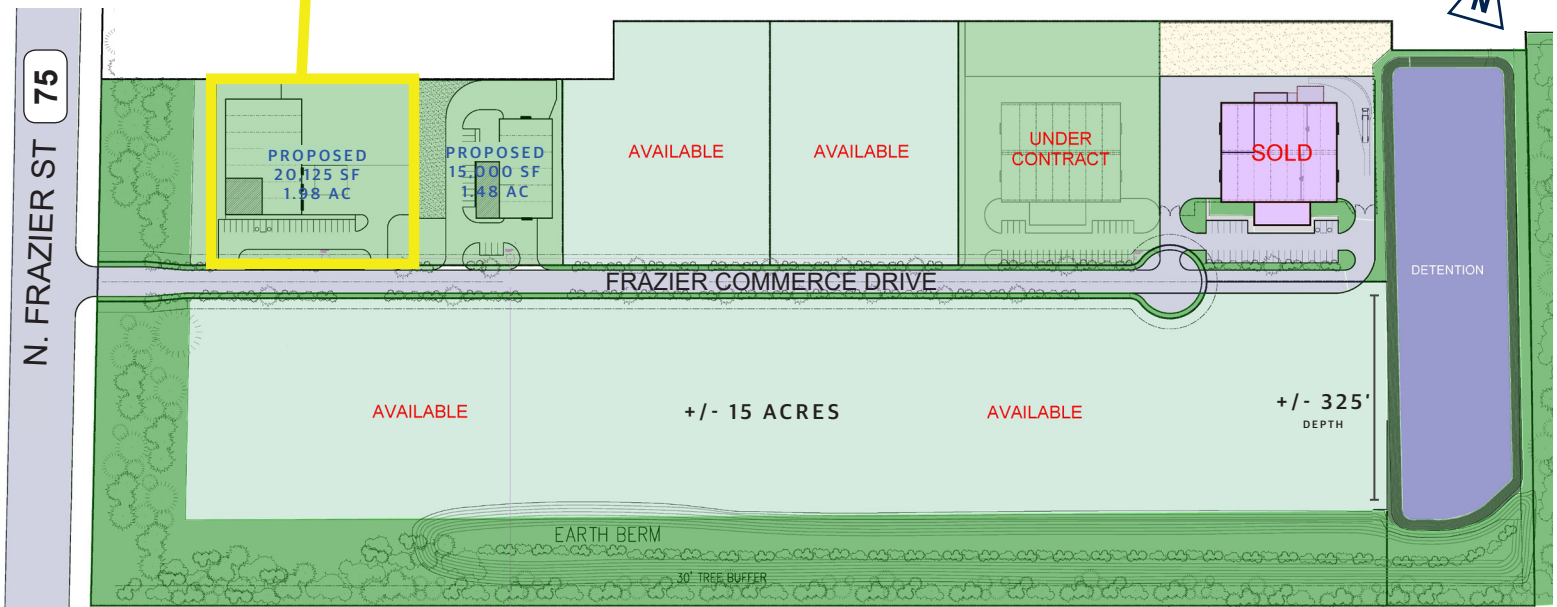 N
N. FRAZIER ST 75
PROPOSED
20,125 SF
1.98 AC
PROPOSED
15,000 SF
1.48 AC
AVAILABLE
AVAILABLE
UNDER
CONTRACT
SOLD
DETENTION
FRAZIER COMMERCE DRIVE
AVAILABLE
+/- 15 ACRES
AVAILABLE
+/- 325'
DEPTH
EARTH BERM
30' TREE BUFFER